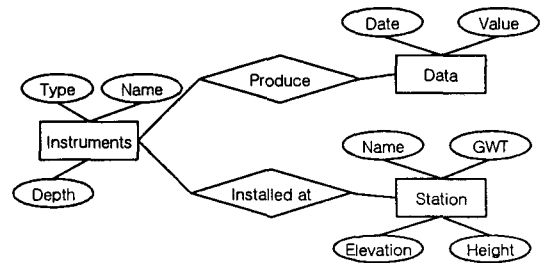 Date
Value
Type
Name
Produce
Data
Instruments
Name
GWT
Depth
Installed at
Station
Elevation
Height